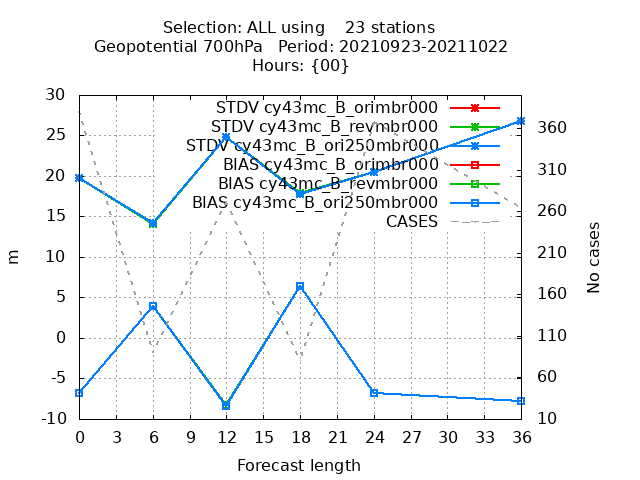 Selection: ALL using    23 stations
Geopotential 700hPa   Period: 20210923-20211022
Hours: {00}
STDV cy43mc_B_orimbr000
STDV cy43mc_B_revmbr000
STDV cy43mc_B_ori250mbr000
BIAS cy43mc_B_orimbr000
BIAS cy43mc_B_revmbr000
BIAS cy43mc_B_ori250mbr000
CASES
30
25
20
15
10
5
0
-5
-10
m
360
310
260
210
160
110
60
10
No cases
0 3 6 9 12 15 18 21 24 27 30 33 36
Forecast length